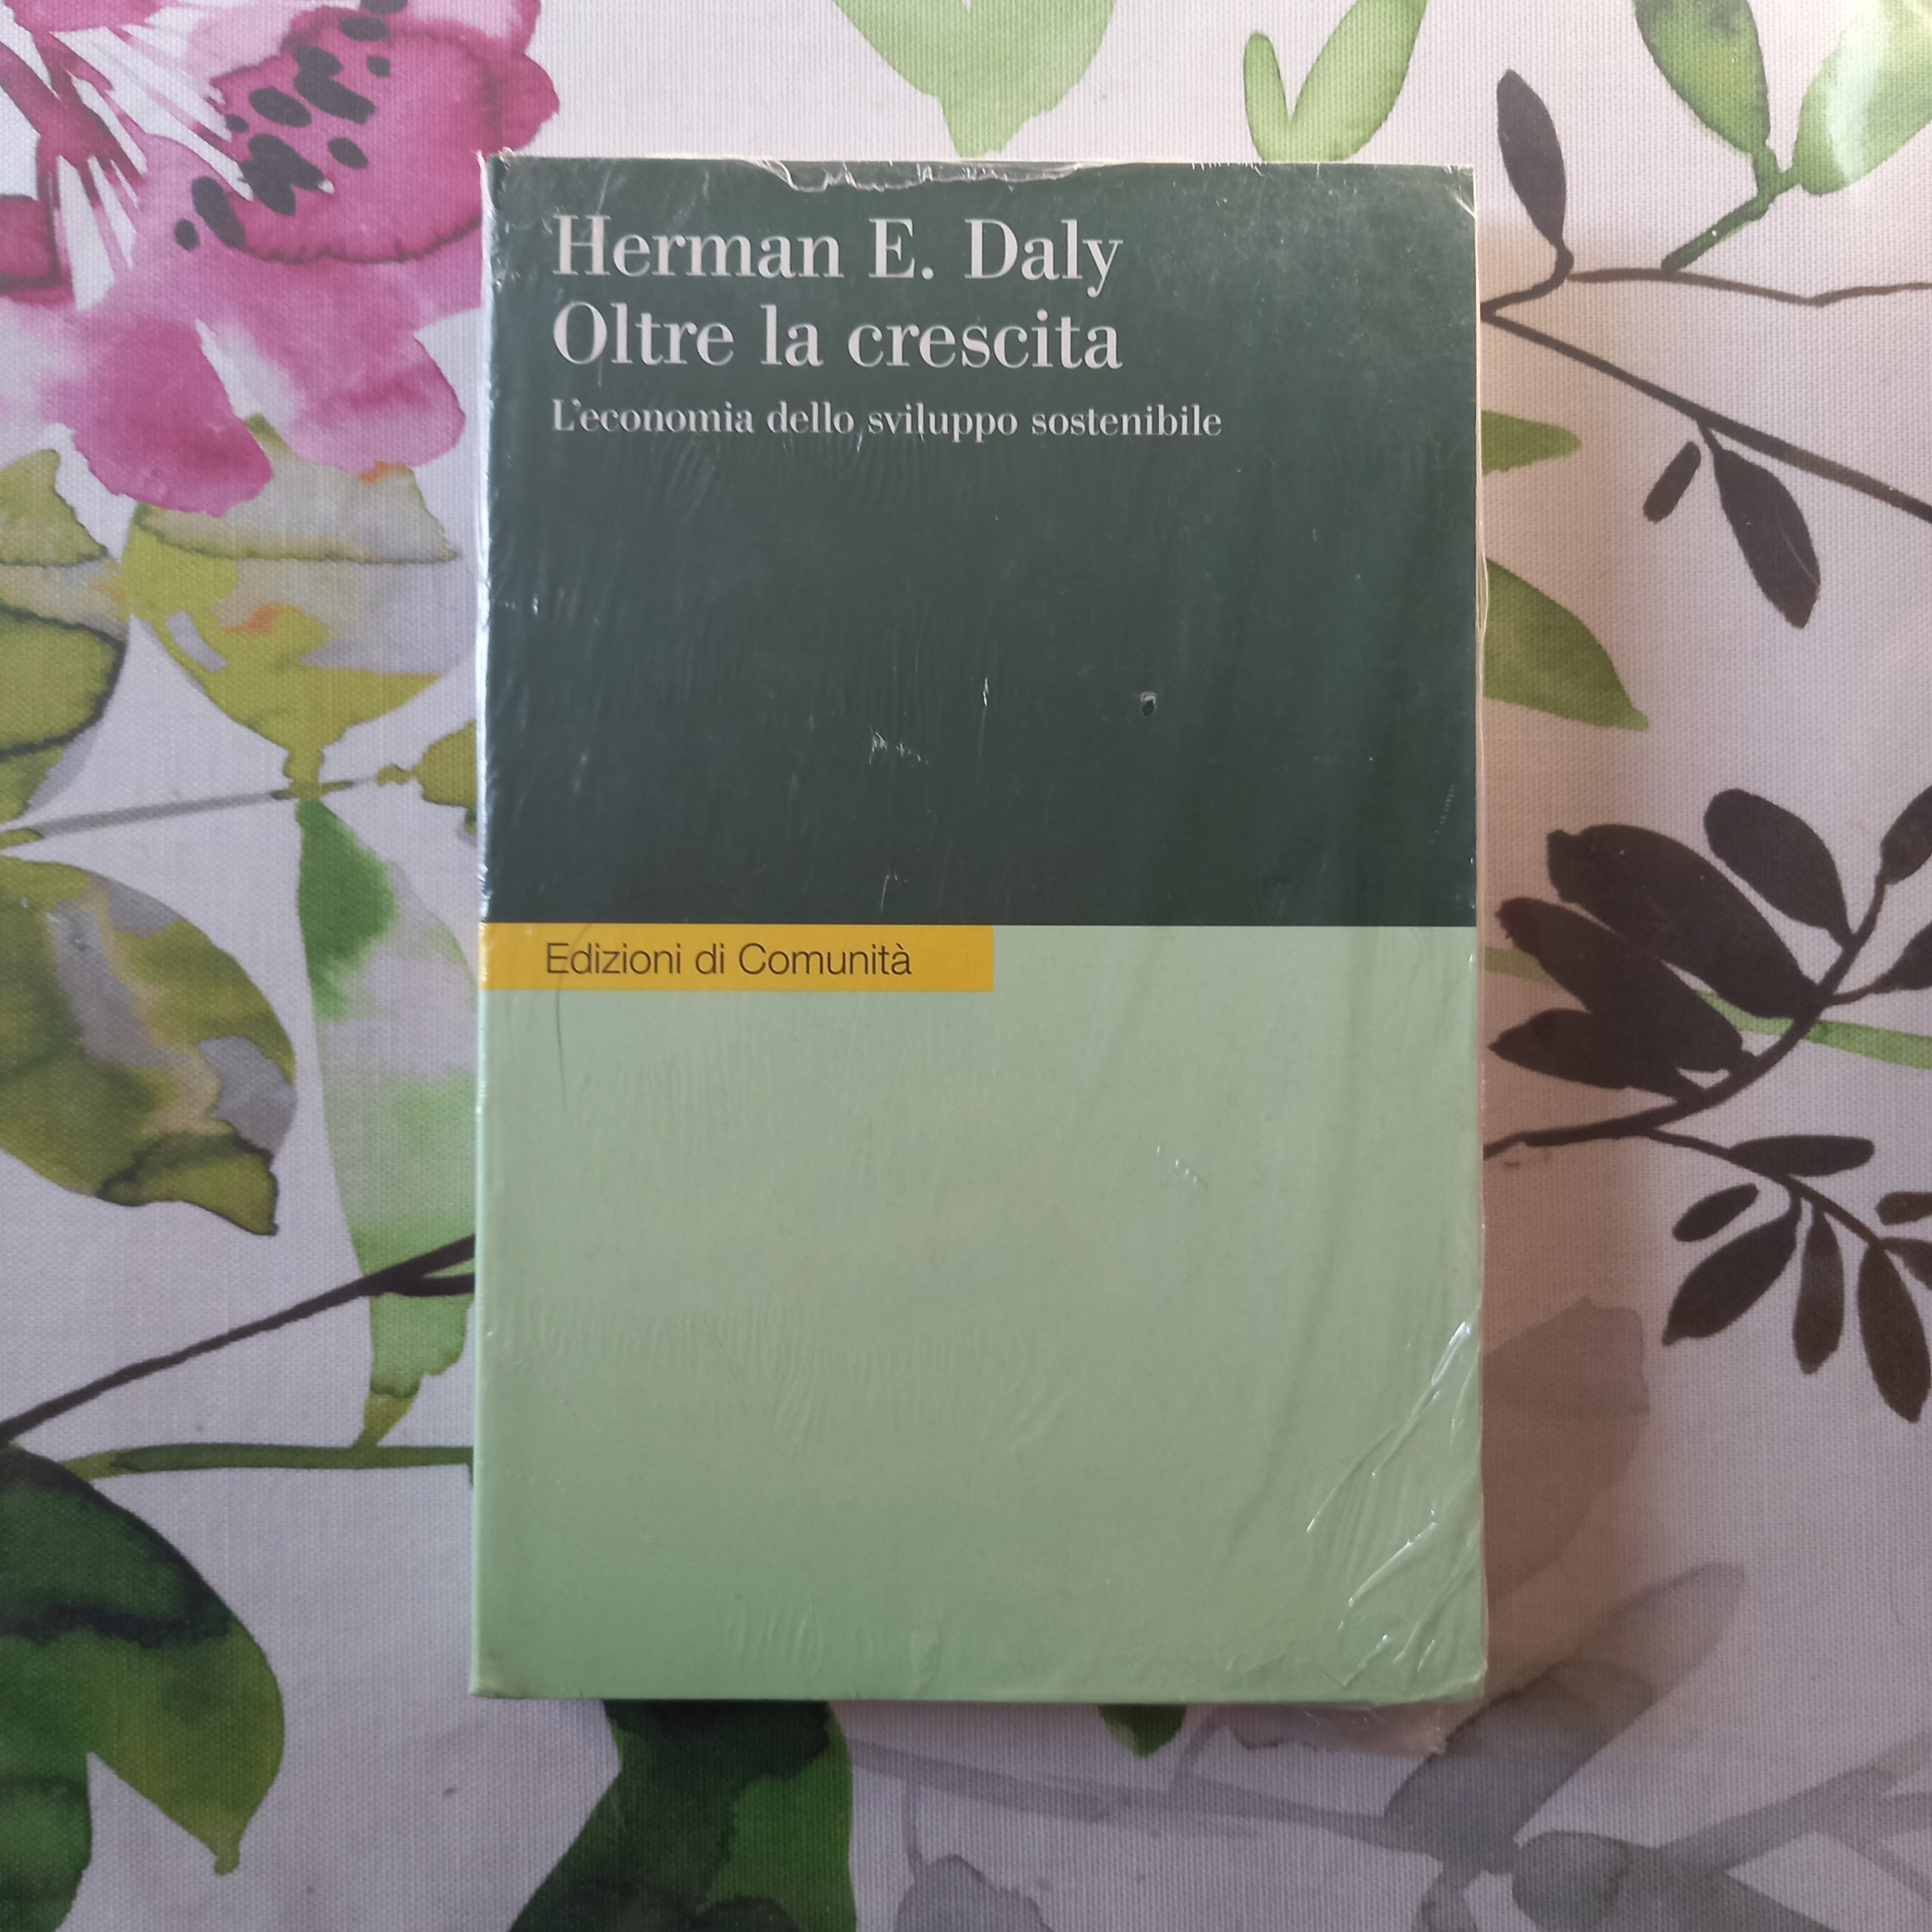 Herman E. Daly
Oltre la crescita
L'economia dello sviluppo sostenibile
Edizioni di Comunità